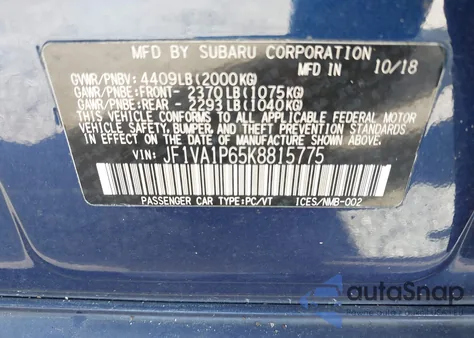 MFD BY SUBARU CORPORATION
MFD IN 10/18
GVWR/PNBV: 4409LB(2000KG)
GAWR/PNBE:FRONT- 2370LB(1075KG)
GAWR/PNBE:REAR - 2293LB(1040KG)
THIS VEHICLE CONFORMS TO ALL
APPLICABLE FEDERAL MOTOR
VEHICLE SAFETY, BUMPER, AND THEFT PREVENTION STANDARDS
IN EFFECT ON THE DATE OF MANUFACTURE SHOWN ABOVE.
VIN: JF1VA1P65K8815775
PASSENGER CAR TYPE:PC/VT ICES/NMB-002
autoSnap